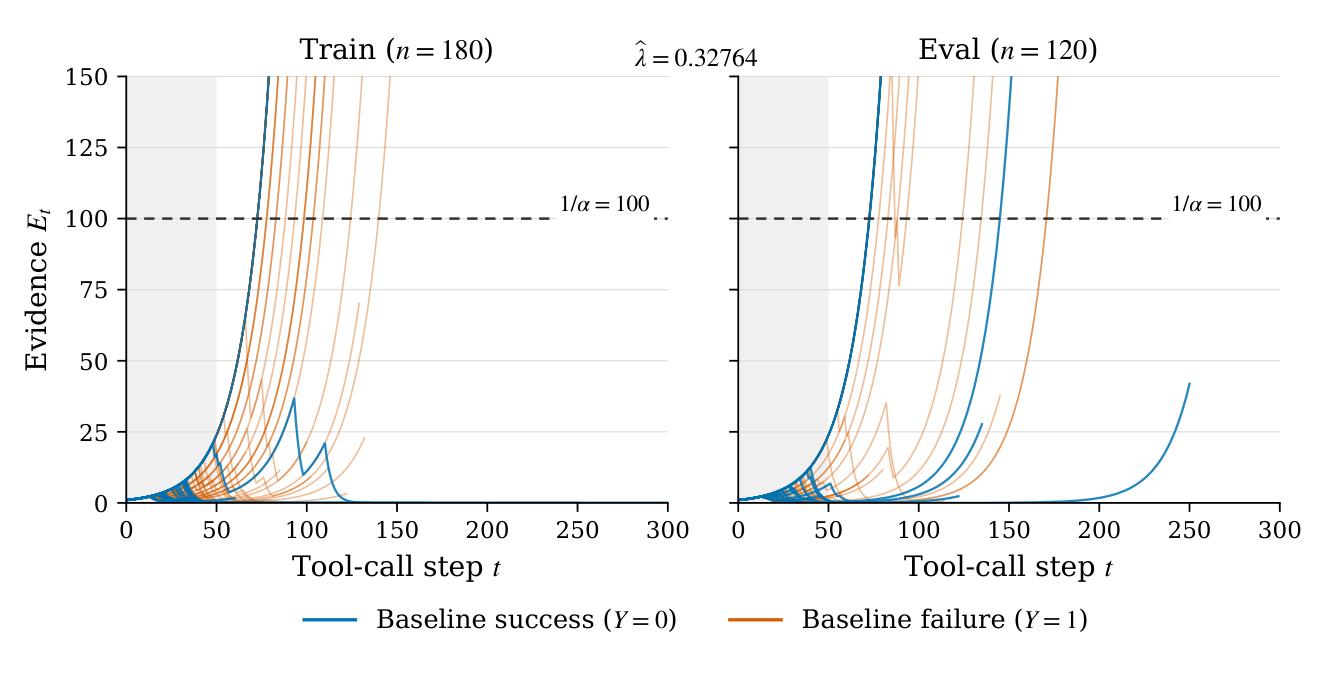 Train (n = 180)
λ̂ = 0.32764
Eval (n = 120)
150
125
100
75
50
25
0
Evidence E_t
1/α = 100
1/α = 100
0 50 100 150 200 250 300
0 50 100 150 200 250 300
Tool-call step t
Tool-call step t
Baseline success (Y = 0)
Baseline failure (Y = 1)